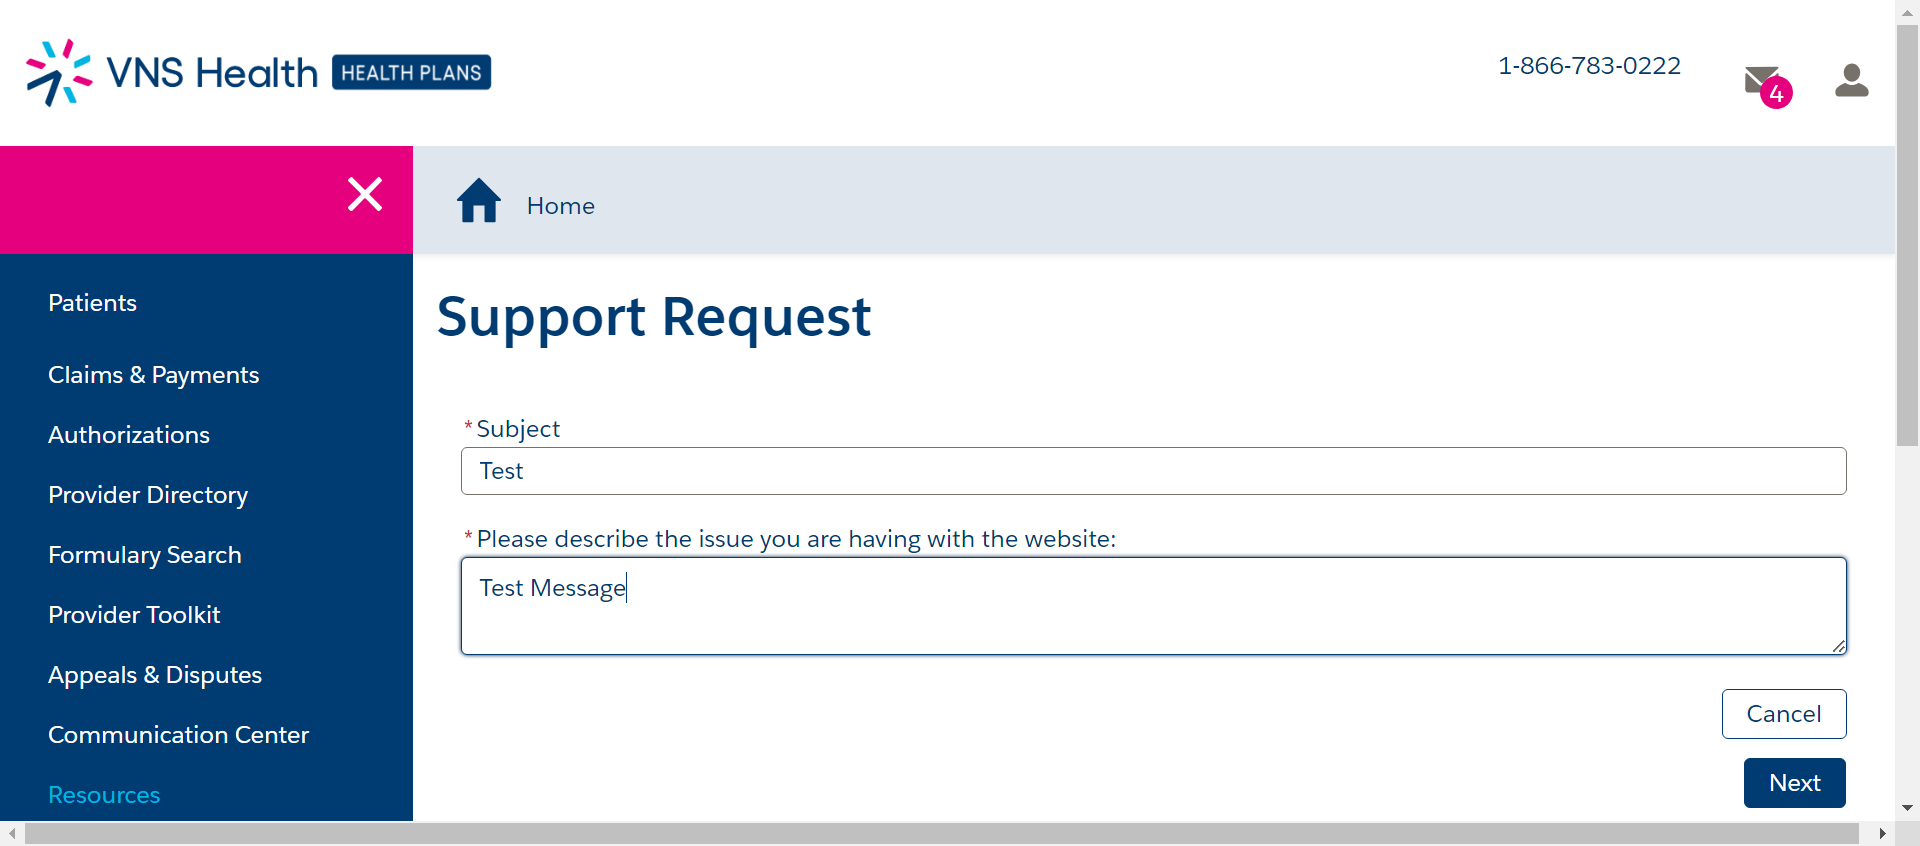 VNS Health HEALTH PLANS
1-866-783-0222
4
Home
Patients
Claims & Payments
Authorizations
Provider Directory
Formulary Search
Provider Toolkit
Appeals & Disputes
Communication Center
Resources
Support Request
*Subject
Test
*Please describe the issue you are having with the website:
Test Message
Cancel
Next